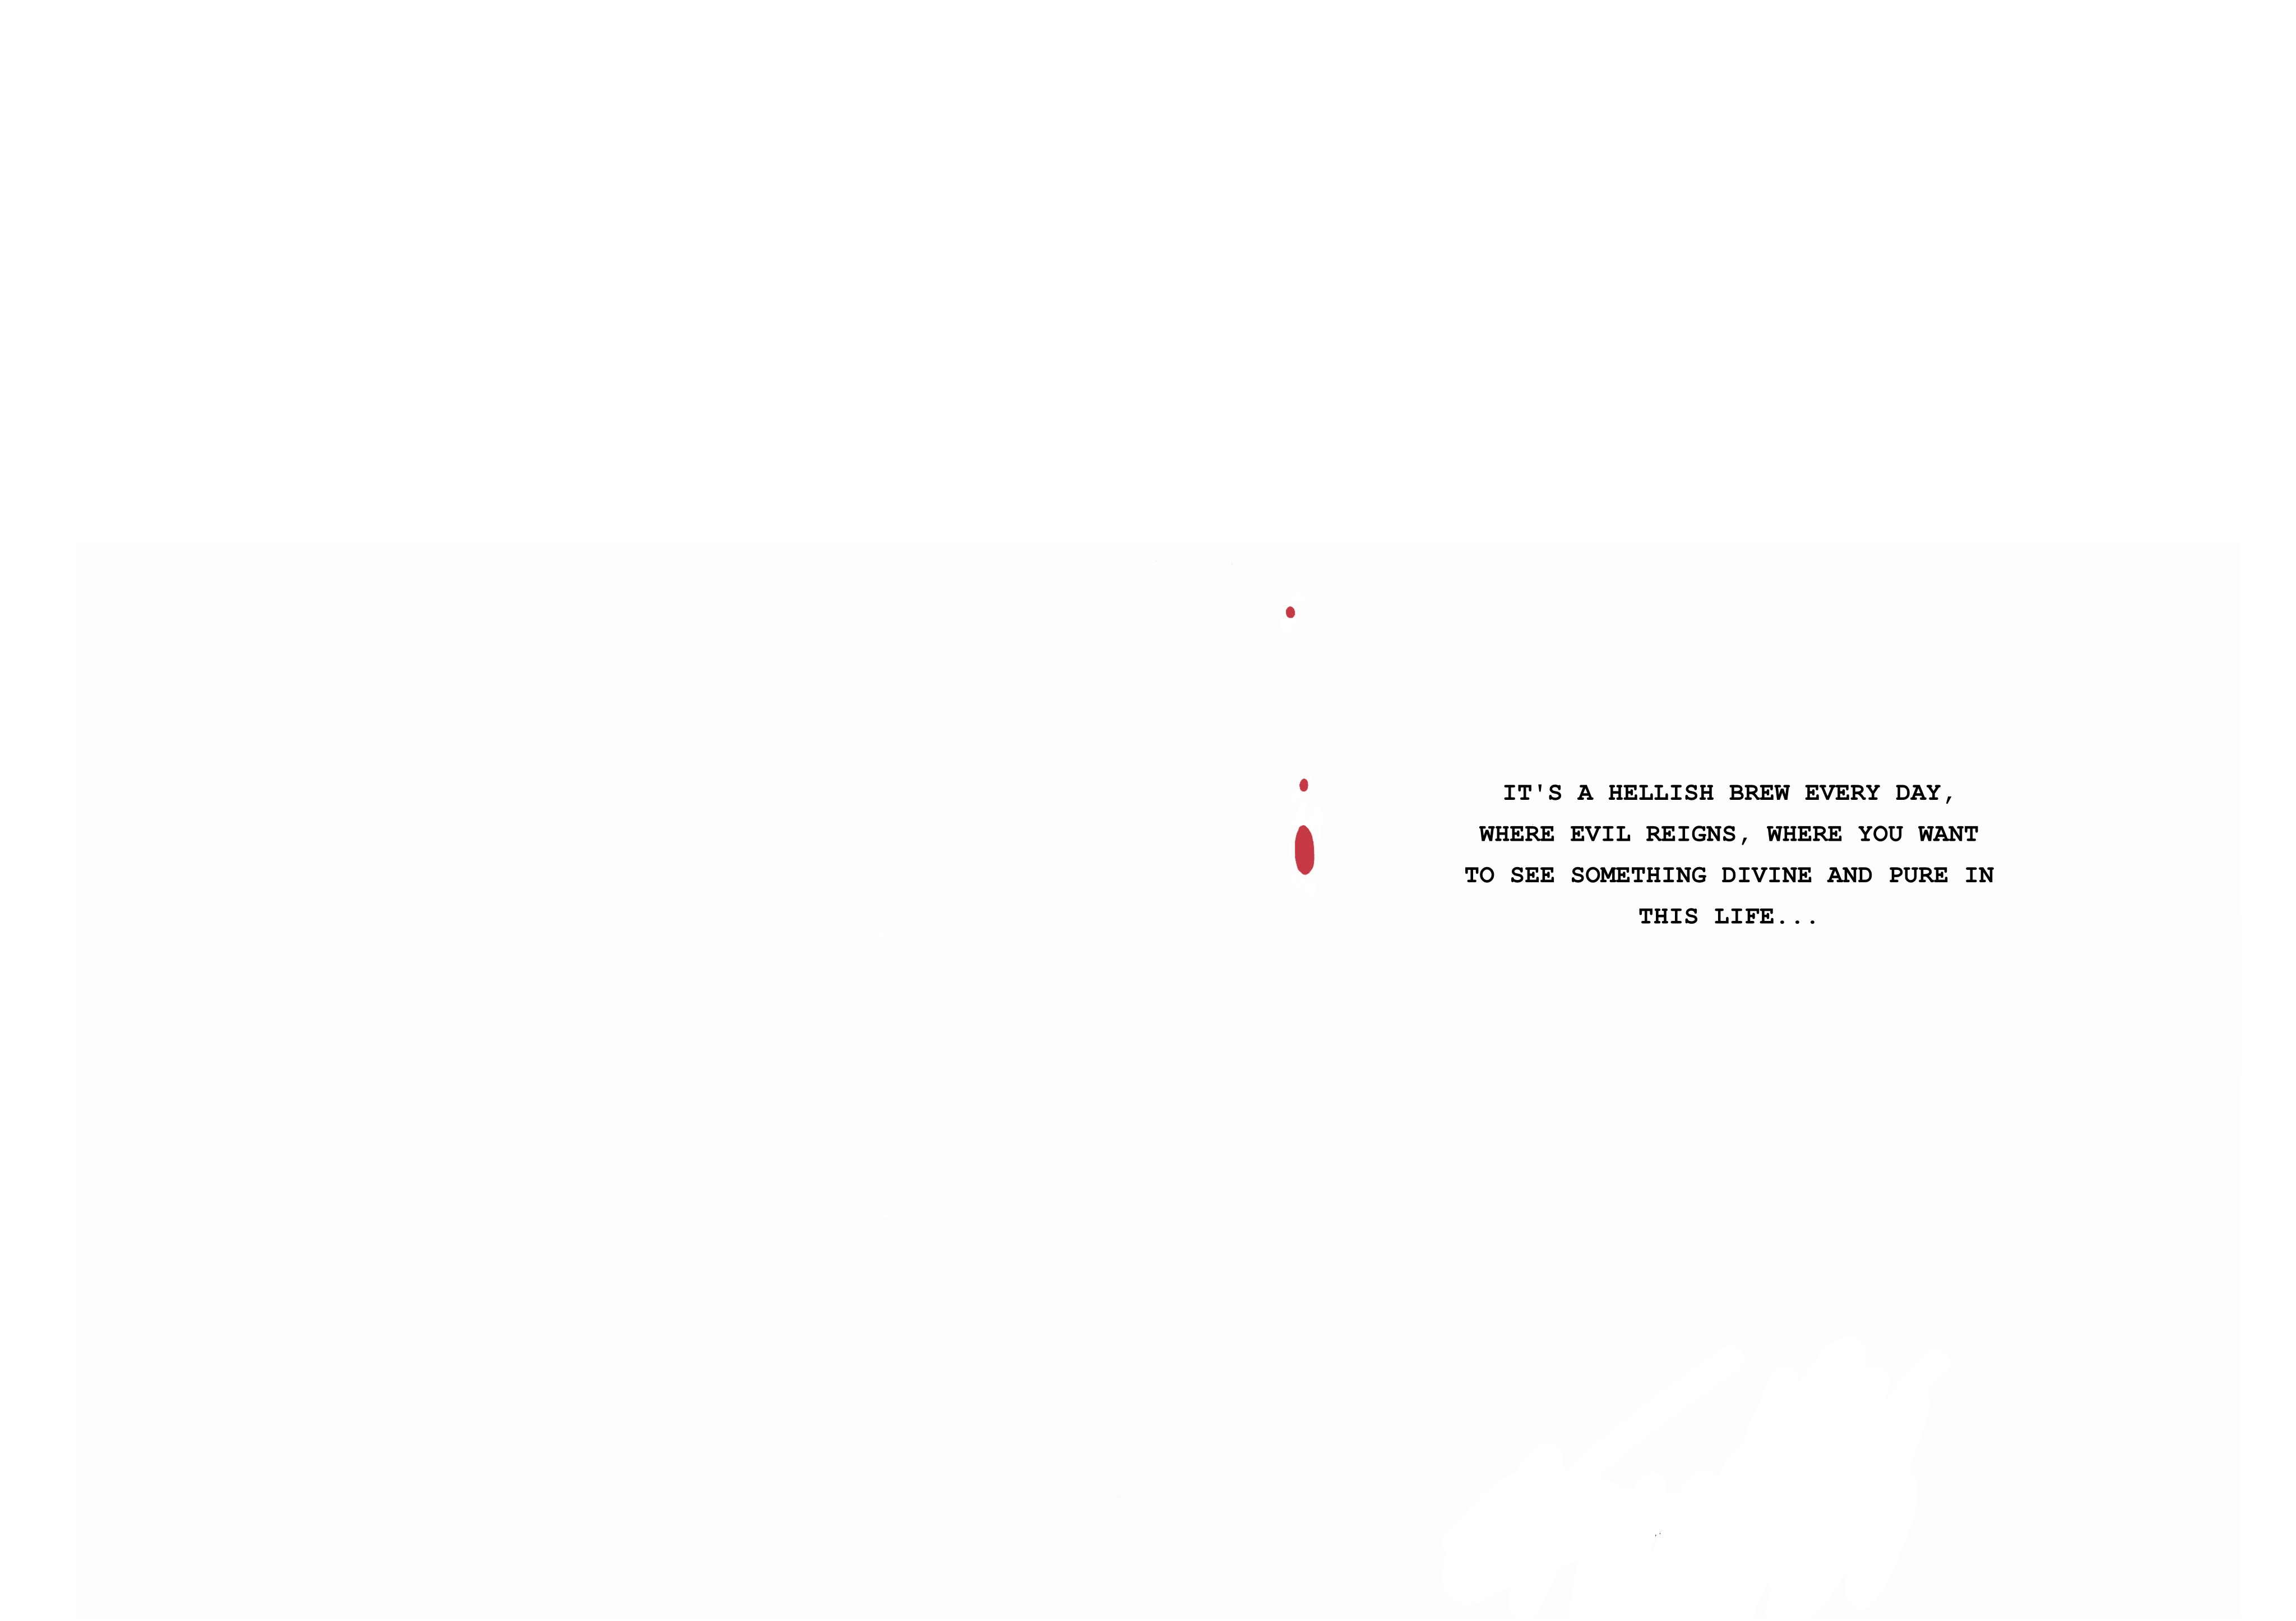 IT'S A HELLISH BREW EVERY DAY,
WHERE EVIL REIGNS, WHERE YOU WANT
TO SEE SOMETHING DIVINE AND PURE IN
THIS LIFE...